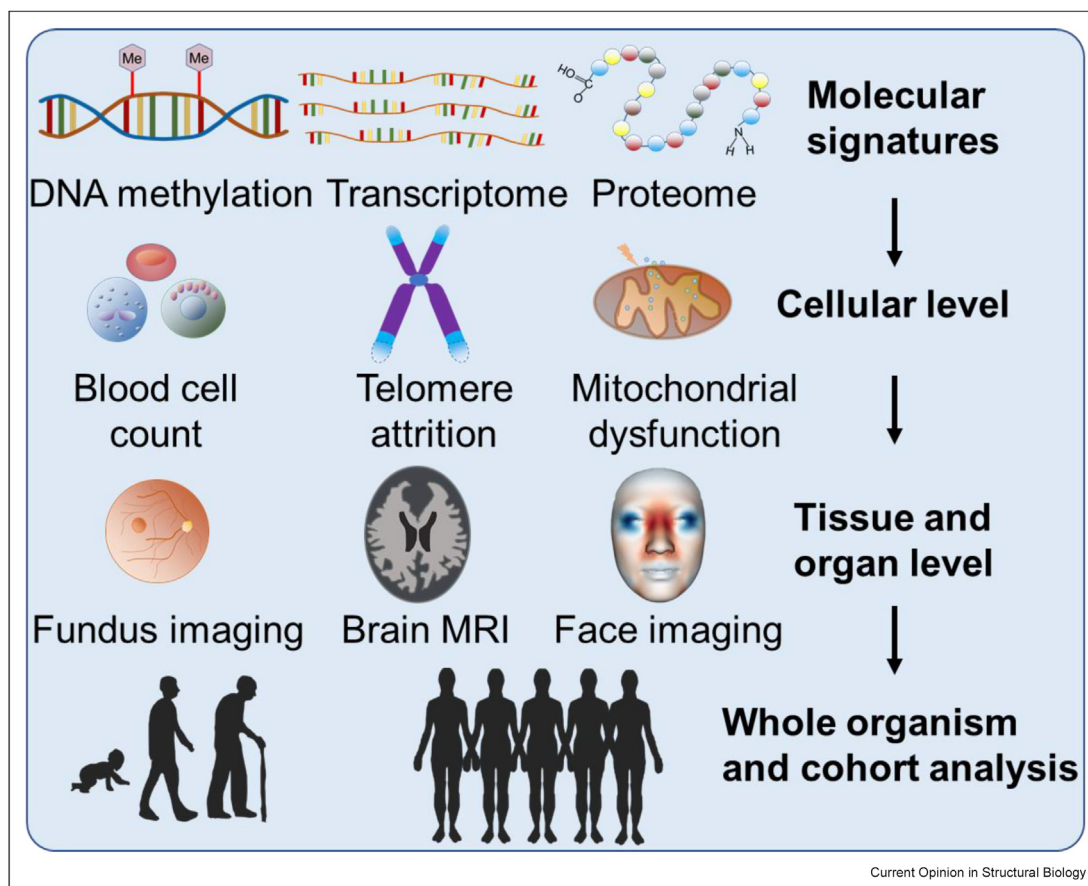 Me Me
HO
C
O
N
H H
Molecular
signatures
DNA methylation Transcriptome Proteome
Cellular level
Blood cell
count
Telomere
attrition
Mitochondrial
dysfunction
Tissue and
organ level
Fundus imaging Brain MRI Face imaging
Whole organism
and cohort analysis
Current Opinion in Structural Biology